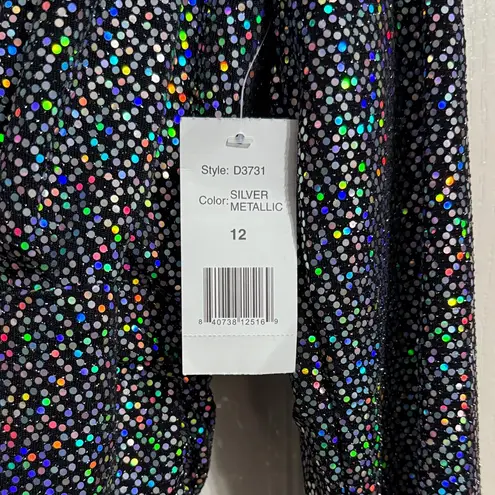 Style: D3731
Color: SILVER
METALLIC
12
8 40738 12516 9